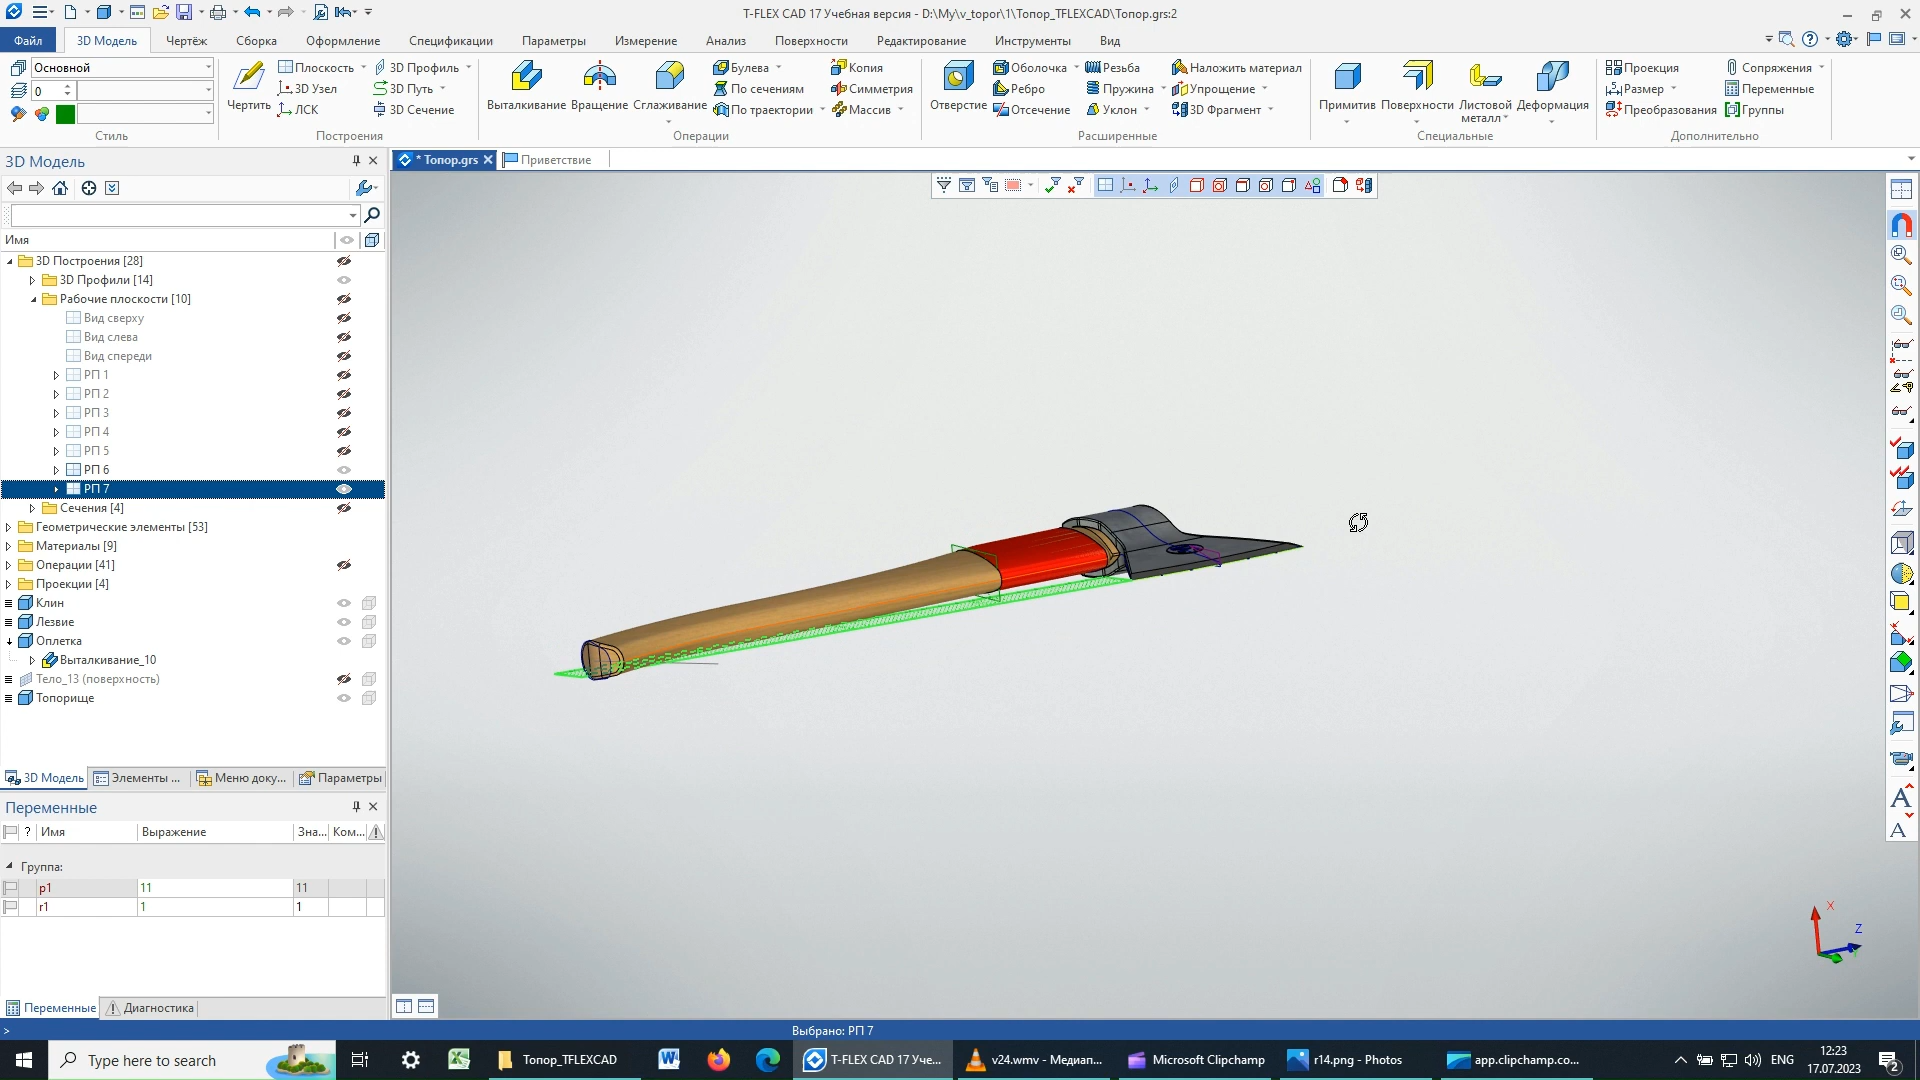 T-FLEX CAD 17 Учебная версия - D:\My\v_topor\1\Топор_TFLEXCAD\Топор.grs:2
Файл 3D Модель Чертёж Сборка Оформление Спецификации Параметры Измерение Анализ Поверхности Редактирование Инструменты Вид
Основной
0
Стиль
Чертить
Плоскость
3D Узел
ЛСК
3D Профиль
3D Путь
3D Сечение
Построения
Выталкивание
Вращение
Сглаживание
Булева
По сечениям
По траектории
Копия
Симметрия
Массив
Операции
Отверстие
Оболочка
Ребро
Отсечение
Резьба
Пружина
Уклон
Наложить материал
Упрощение
3D Фрагмент
Расширенные
Примитив
Поверхности
Листовой металл
Деформация
Специальные
Проекция
Размер
Преобразования
Сопряжения
Переменные
Группы
Дополнительно
3D Модель
* Топор.grs
Приветствие
Имя
3D Построения [28]
3D Профили [14]
Рабочие плоскости [10]
Вид сверху
Вид слева
Вид спереди
РП 1
РП 2
РП 3
РП 4
РП 5
РП 6
РП 7
Сечения [4]
Геометрические элементы [53]
Материалы [9]
Операции [41]
Проекции [4]
Клин
Лезвие
Оплетка
Выталкивание_10
Тело_13 (поверхность)
Топорище
3D Модель Элементы ... Меню доку... Параметры
Переменные
? Имя Выражение Зна... Ком...
Группа:
p1 11 11
r1 1 1
Переменные Диагностика
X
Z
>
Выбрано: РП 7
Type here to search
Топор_TFLEXCAD
T-FLEX CAD 17 Уче...
v24.wmv - Медиап...
Microsoft Clipchamp
r14.png - Photos
app.clipchamp.co...
ENG
12:23
17.07.2023
2